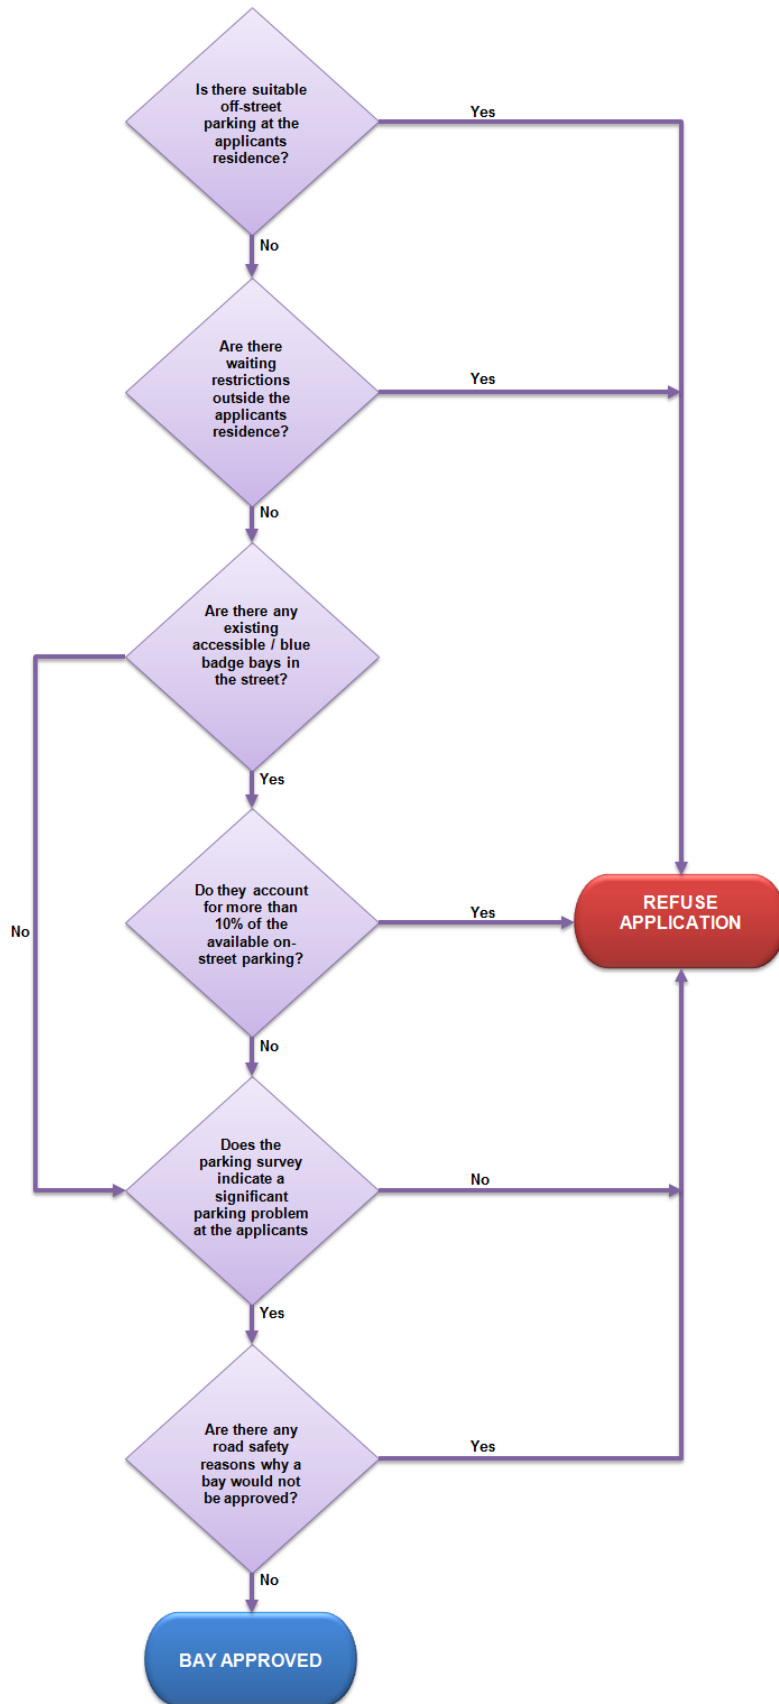 Is there suitable
off-street
parking at the
applicants
residence?
Yes
No
Are there
waiting
restrictions
outside the
applicants
residence?
Yes
No
Are there any
existing
accessible / blue
badge bays in
the street?
Yes
No
Do they account
for more than
10% of the
available on-
street parking?
Yes
REFUSE
APPLICATION
No
Does the
parking survey
indicate a
significant
parking problem
at the applicants
No
Yes
Are there any
road safety
reasons why a
bay would not
be approved?
Yes
No
BAY APPROVED